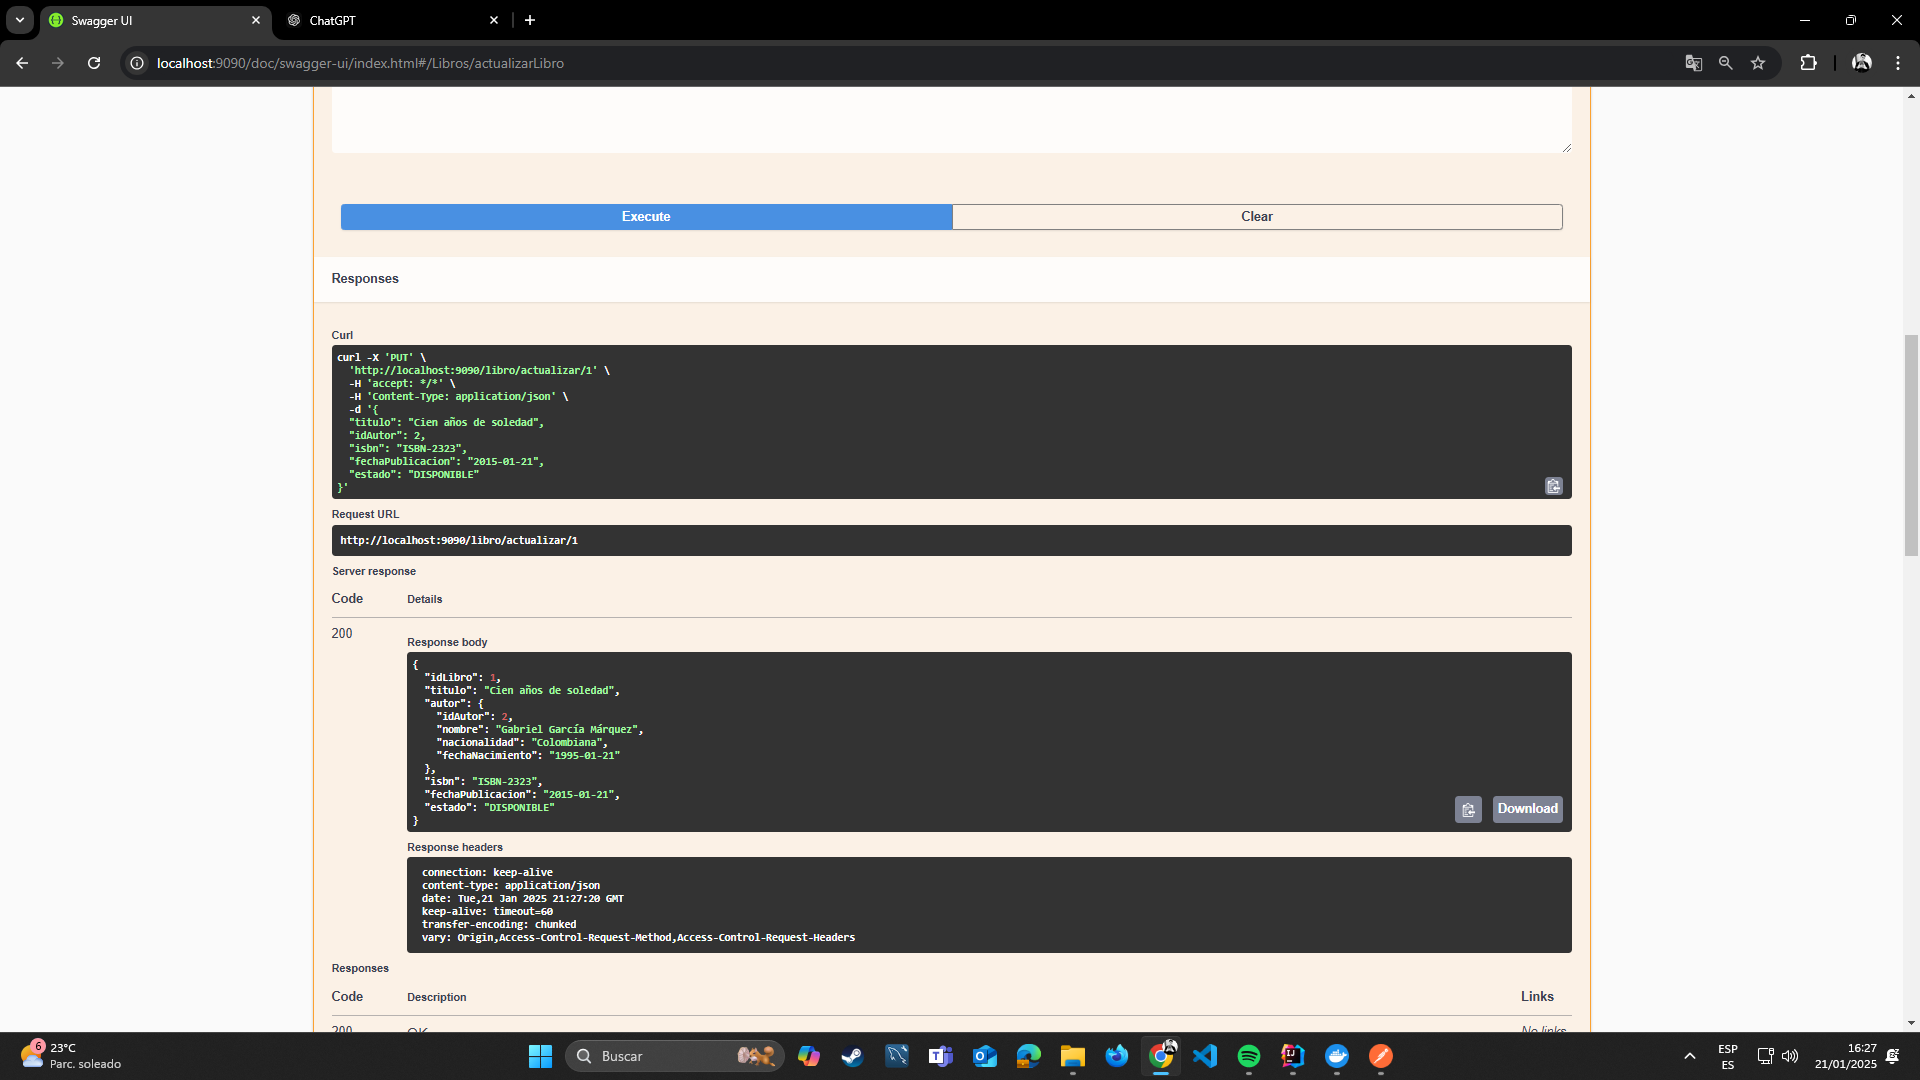 Swagger UI
ChatGPT
localhost:9090/doc/swagger-ui/index.html#/Libros/actualizarLibro
Execute
Clear
Responses
Curl
curl -X 'PUT' \
'http://localhost:9090/libro/actualizar/1' \
-H 'accept: */*' \
-H 'Content-Type: application/json' \
-d '{
"titulo": "Cien años de soledad",
"idAutor": 2,
"isbn": "ISBN-2323",
"fechaPublicacion": "2015-01-21",
"estado": "DISPONIBLE"
}'
Request URL
http://localhost:9090/libro/actualizar/1
Server response
Code
Details
200
Response body
{
"idLibro": 1,
"titulo": "Cien años de soledad",
"autor": {
"idAutor": 2,
"nombre": "Gabriel García Márquez",
"nacionalidad": "Colombiana",
"fechaNacimiento": "1995-01-21"
},
"isbn": "ISBN-2323",
"fechaPublicacion": "2015-01-21",
"estado": "DISPONIBLE"
}
Download
Response headers
connection: keep-alive
content-type: application/json
date: Tue,21 Jan 2025 21:27:20 GMT
keep-alive: timeout=60
transfer-encoding: chunked
vary: Origin,Access-Control-Request-Method,Access-Control-Request-Headers
Responses
Code
Description
Links
200
OK
No links
6
23°C
Parc. soleado
Buscar
ESP
ES
16:27
21/01/2025